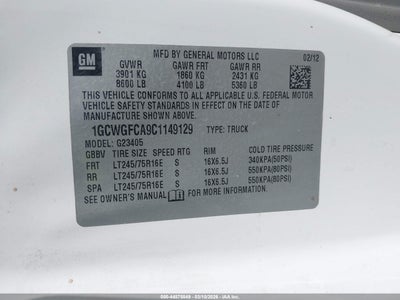 GM
MFD BY GENERAL MOTORS LLC 02/12
GVWR GAWR FRT GAWR RR
3901 KG 1860 KG 2431 KG
8600 LB 4100 LB 5360 LB
THIS VEHICLE CONFORMS TO ALL APPLICABLE U.S. FEDERAL MOTOR
VEHICLE SAFETY STANDARDS IN EFFECT ON THE DATE OF
MANUFACTURE SHOWN ABOVE.
1GCWGFCA9C1149129 TYPE: TRUCK
MODEL: G23405
GBBV TIRE SIZE SPEED RTG RIM COLD TIRE PRESSURE
FRT LT245/75R16E S 16X6.5J 340KPA(50PSI)
RR LT245/75R16E S 16X6.5J 550KPA(80PSI)
SPA LT245/75R16E S 16X6.5J 550KPA(80PSI)
SEE OWNER'S MANUAL FOR MORE INFORMATION.